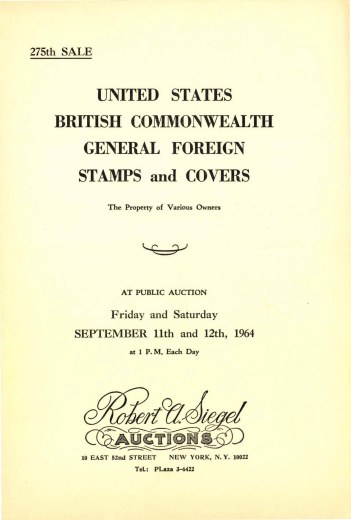 275th SALE
UNITED STATES
BRITISH COMMONWEALTH
GENERAL FOREIGN
STAMPS and COVERS
The Property of Various Owners
AT PUBLIC AUCTION
Friday and Saturday
SEPTEMBER 11th and 12th, 1964
at 1 P. M. Each Day
Robert A. Siegel
AUCTIONS
10 EAST 52nd STREET NEW YORK, N. Y. 10022
Tel.: PLaza 3-6422